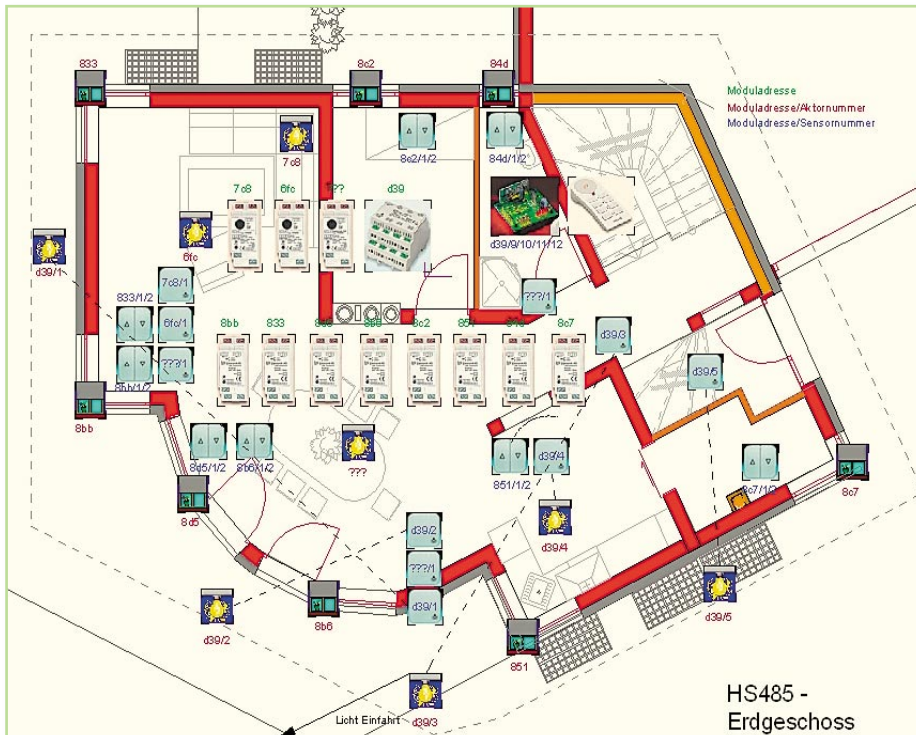 833
8c2
84d
Moduladresse
Moduladresse/Aktornummer
Moduladresse/Sensornummer
7c8
8c2/1/2
84d/1/2
7c8
6fc
???
d39
6fc
d39/9/10/11/12
d39/1
7c8/1
833/1/2
6fc/1
???/1
???/1
8bb/1/2
8bb
833
8b6
8c2
851
8c7
d39/3
d39/5
8bb
8d5/1/2
8b6/1/2
???
851/1/2
d39/4
8c7/1/2
8c7
8d5
d39/2
d39/4
???/1
d39/1
d39/2
8b6
d39/5
851
Licht Einfahrt
d39/3
HS485 -
Erdgeschoss